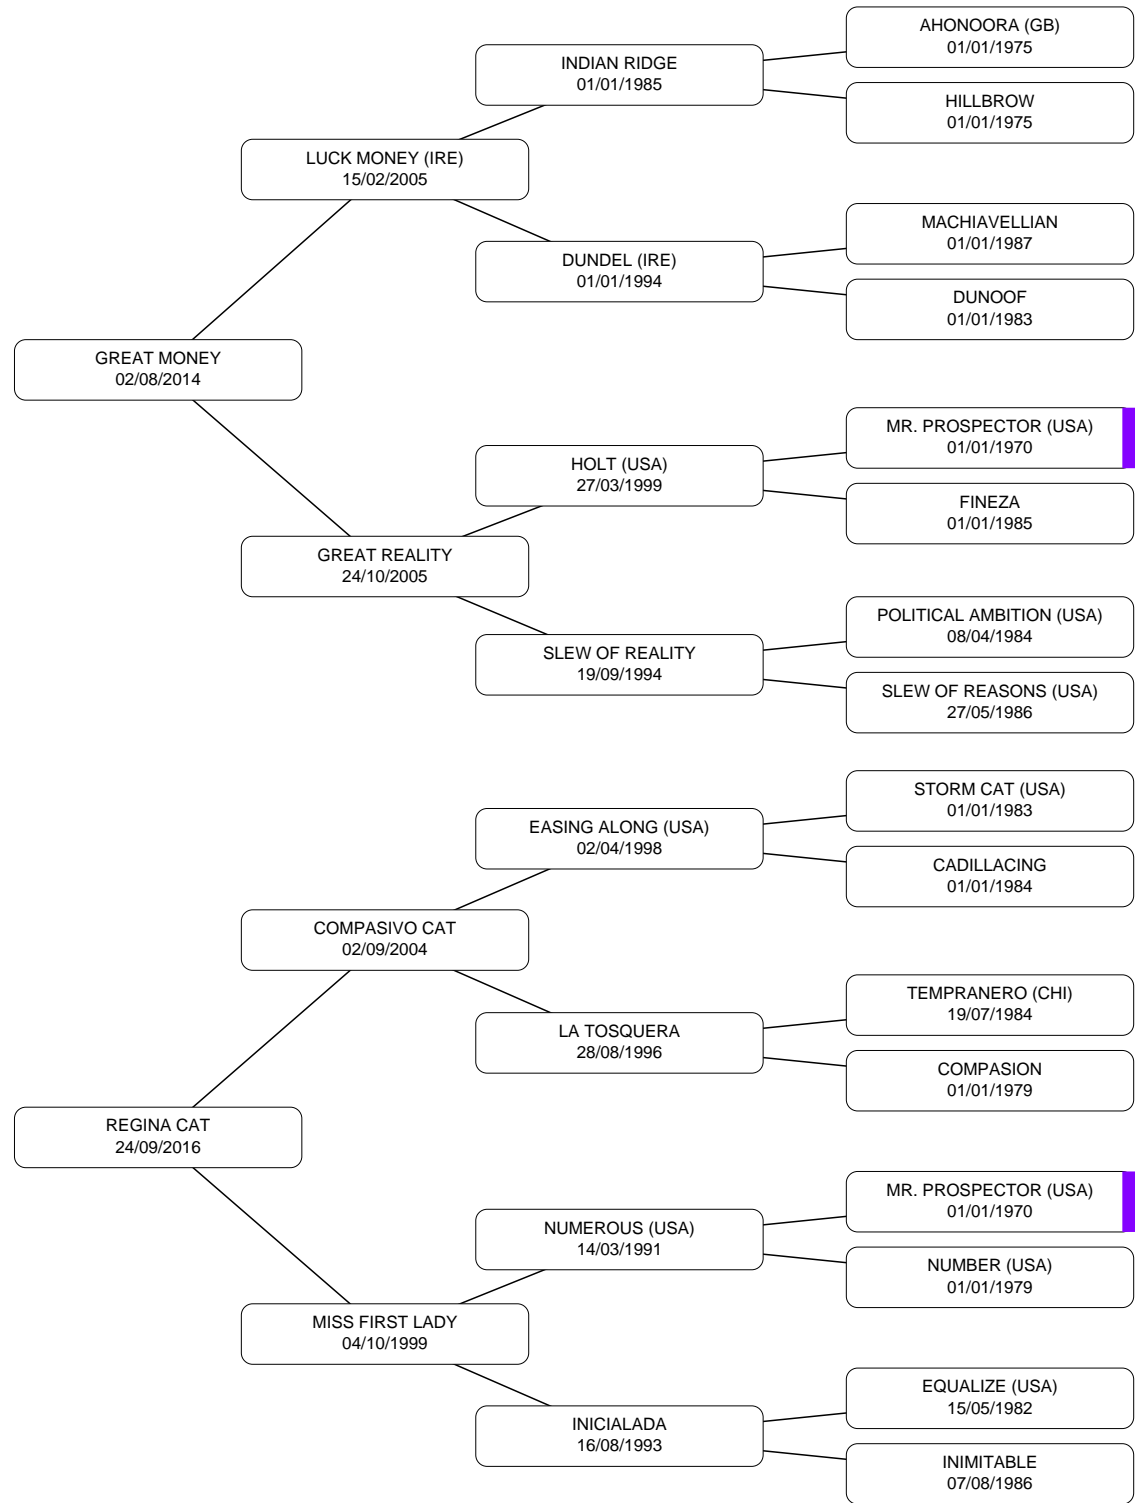 AHONOORA (GB)
01/01/1975
INDIAN RIDGE
01/01/1985
HILLBROW
01/01/1975
LUCK MONEY (IRE)
15/02/2005
MACHIAVELLIAN
01/01/1987
DUNDEL (IRE)
01/01/1994
DUNOOF
01/01/1983
GREAT MONEY
02/08/2014
MR. PROSPECTOR (USA)
01/01/1970
HOLT (USA)
27/03/1999
FINEZA
01/01/1985
GREAT REALITY
24/10/2005
POLITICAL AMBITION (USA)
08/04/1984
SLEW OF REALITY
19/09/1994
SLEW OF REASONS (USA)
27/05/1986
STORM CAT (USA)
01/01/1983
EASING ALONG (USA)
02/04/1998
CADILLACING
01/01/1984
COMPASIVO CAT
02/09/2004
TEMPRANERO (CHI)
19/07/1984
LA TOSQUERA
28/08/1996
COMPASION
01/01/1979
REGINA CAT
24/09/2016
MR. PROSPECTOR (USA)
01/01/1970
NUMEROUS (USA)
14/03/1991
NUMBER (USA)
01/01/1979
MISS FIRST LADY
04/10/1999
EQUALIZE (USA)
15/05/1982
INICIALADA
16/08/1993
INIMITABLE
07/08/1986